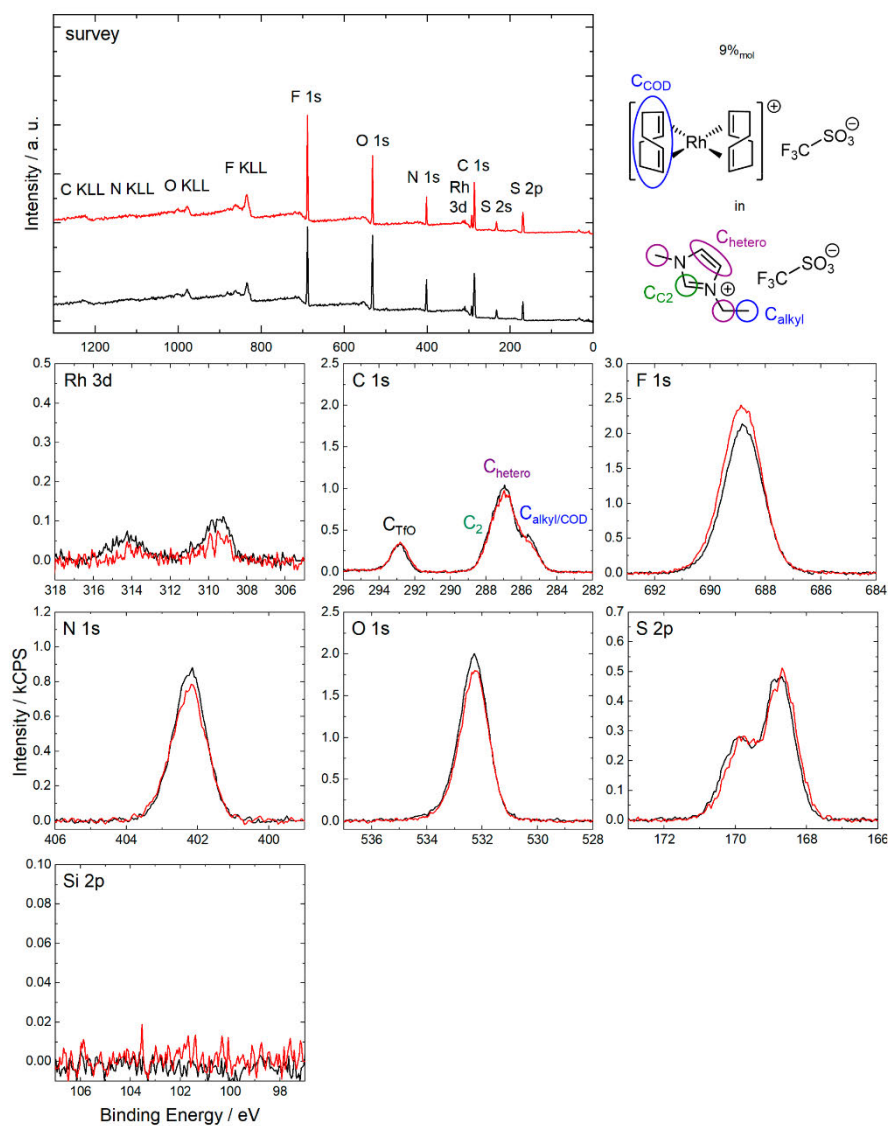 survey
Intensity / a. u.
C KLL
N KLL
O KLL
F KLL
F 1s
O 1s
N 1s
Rh
3d
C 1s
S 2s
S 2p
1200 1000 800 600 400 200 0
9%mol
CCOD
Rh
⊕
F3C SO3 ⊖
in
Chetero
N
N +
CC2
Calkyl
F3C SO3 ⊖
Rh 3d
0.5
0.4
0.3
0.2
0.1
0.0
318 316 314 312 310 308 306
C 1s
3.0
2.5
2.0
1.5
1.0
0.5
0.0
CTfO
C2
Chetero
Calkyl/COD
296 294 292 290 288 286 284 282
F 1s
3.0
2.5
2.0
1.5
1.0
0.5
0.0
692 690 688 686 684
Intensity / kCPS
N 1s
1.2
1.0
0.8
0.6
0.4
0.2
0.0
406 404 402 400
O 1s
2.5
2.0
1.5
1.0
0.5
0.0
536 534 532 530 528
S 2p
0.7
0.6
0.5
0.4
0.3
0.2
0.1
0.0
172 170 168 166
Si 2p
0.10
0.08
0.06
0.04
0.02
0.00
106 104 102 100 98
Binding Energy / eV